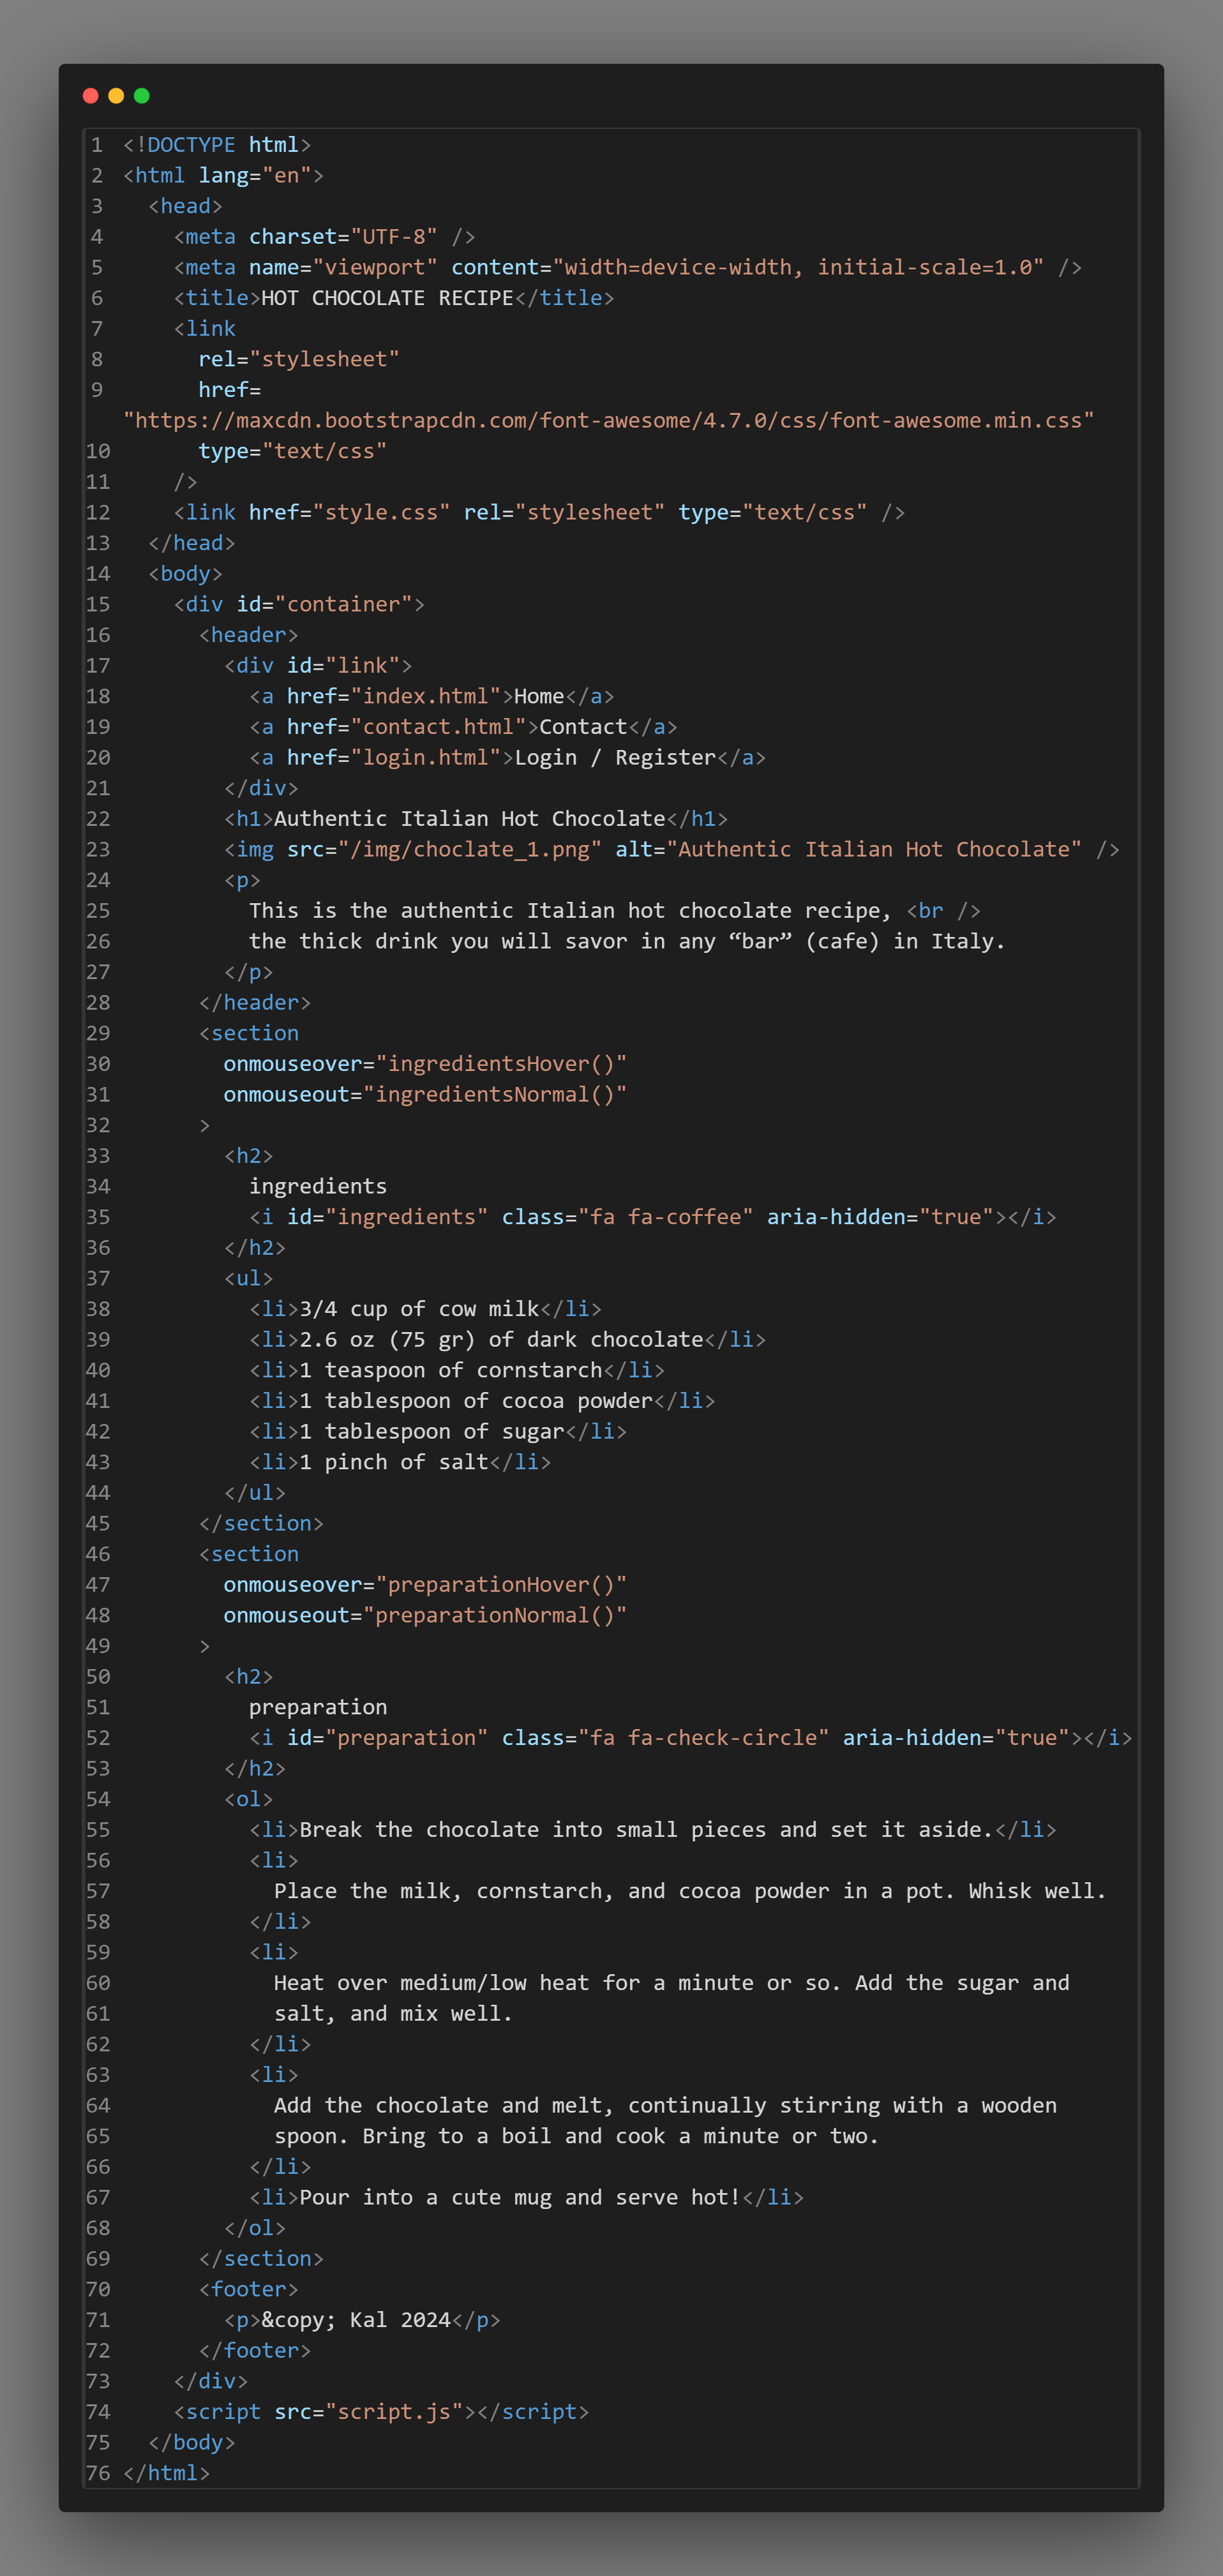 1 <!DOCTYPE html>
2 <html lang="en">
3   <head>
4     <meta charset="UTF-8" />
5     <meta name="viewport" content="width=device-width, initial-scale=1.0" />
6     <title>HOT CHOCOLATE RECIPE</title>
7     <link
8       rel="stylesheet"
9       href=
"https://maxcdn.bootstrapcdn.com/font-awesome/4.7.0/css/font-awesome.min.css"
10       type="text/css"
11     />
12     <link href="style.css" rel="stylesheet" type="text/css" />
13   </head>
14   <body>
15     <div id="container">
16       <header>
17         <div id="link">
18           <a href="index.html">Home</a>
19           <a href="contact.html">Contact</a>
20           <a href="login.html">Login / Register</a>
21         </div>
22         <h1>Authentic Italian Hot Chocolate</h1>
23         <img src="/img/choclate_1.png" alt="Authentic Italian Hot Chocolate" />
24         <p>
25           This is the authentic Italian hot chocolate recipe, <br />
26           the thick drink you will savor in any “bar” (cafe) in Italy.
27         </p>
28       </header>
29       <section
30         onmouseover="ingredientsHover()"
31         onmouseout="ingredientsNormal()"
32       >
33         <h2>
34           ingredients
35           <i id="ingredients" class="fa fa-coffee" aria-hidden="true"></i>
36         </h2>
37         <ul>
38           <li>3/4 cup of cow milk</li>
39           <li>2.6 oz (75 gr) of dark chocolate</li>
40           <li>1 teaspoon of cornstarch</li>
41           <li>1 tablespoon of cocoa powder</li>
42           <li>1 tablespoon of sugar</li>
43           <li>1 pinch of salt</li>
44         </ul>
45       </section>
46       <section
47         onmouseover="preparationHover()"
48         onmouseout="preparationNormal()"
49       >
50         <h2>
51           preparation
52           <i id="preparation" class="fa fa-check-circle" aria-hidden="true"></i>
53         </h2>
54         <ol>
55           <li>Break the chocolate into small pieces and set it aside.</li>
56           <li>
57             Place the milk, cornstarch, and cocoa powder in a pot. Whisk well.
58           </li>
59           <li>
60             Heat over medium/low heat for a minute or so. Add the sugar and
61             salt, and mix well.
62           </li>
63           <li>
64             Add the chocolate and melt, continually stirring with a wooden
65             spoon. Bring to a boil and cook a minute or two.
66           </li>
67           <li>Pour into a cute mug and serve hot!</li>
68         </ol>
69       </section>
70       <footer>
71         <p>&copy; Kal 2024</p>
72       </footer>
73     </div>
74     <script src="script.js"></script>
75   </body>
76 </html>